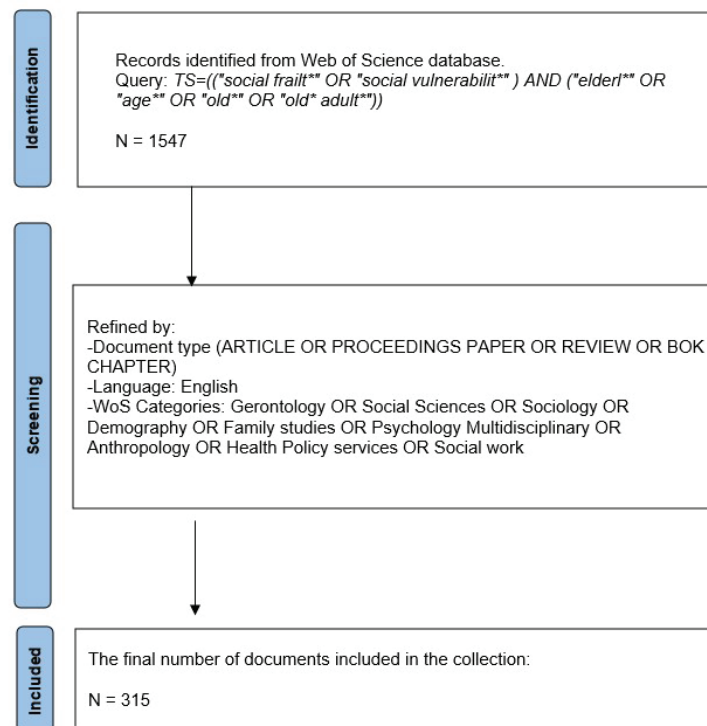 Identification
Records identified from Web of Science database.
Query: TS=(("social frailt*" OR "social vulnerabilit*" ) AND ("elderl*" OR
"age*" OR "old*" OR "old* adult*"))
N = 1547
Screening
Refined by:
-Document type (ARTICLE OR PROCEEDINGS PAPER OR REVIEW OR BOK
CHAPTER)
-Language: English
-WoS Categories: Gerontology OR Social Sciences OR Sociology OR
Demography OR Family studies OR Psychology Multidisciplinary OR
Anthropology OR Health Policy services OR Social work
Included
The final number of documents included in the collection:
N = 315